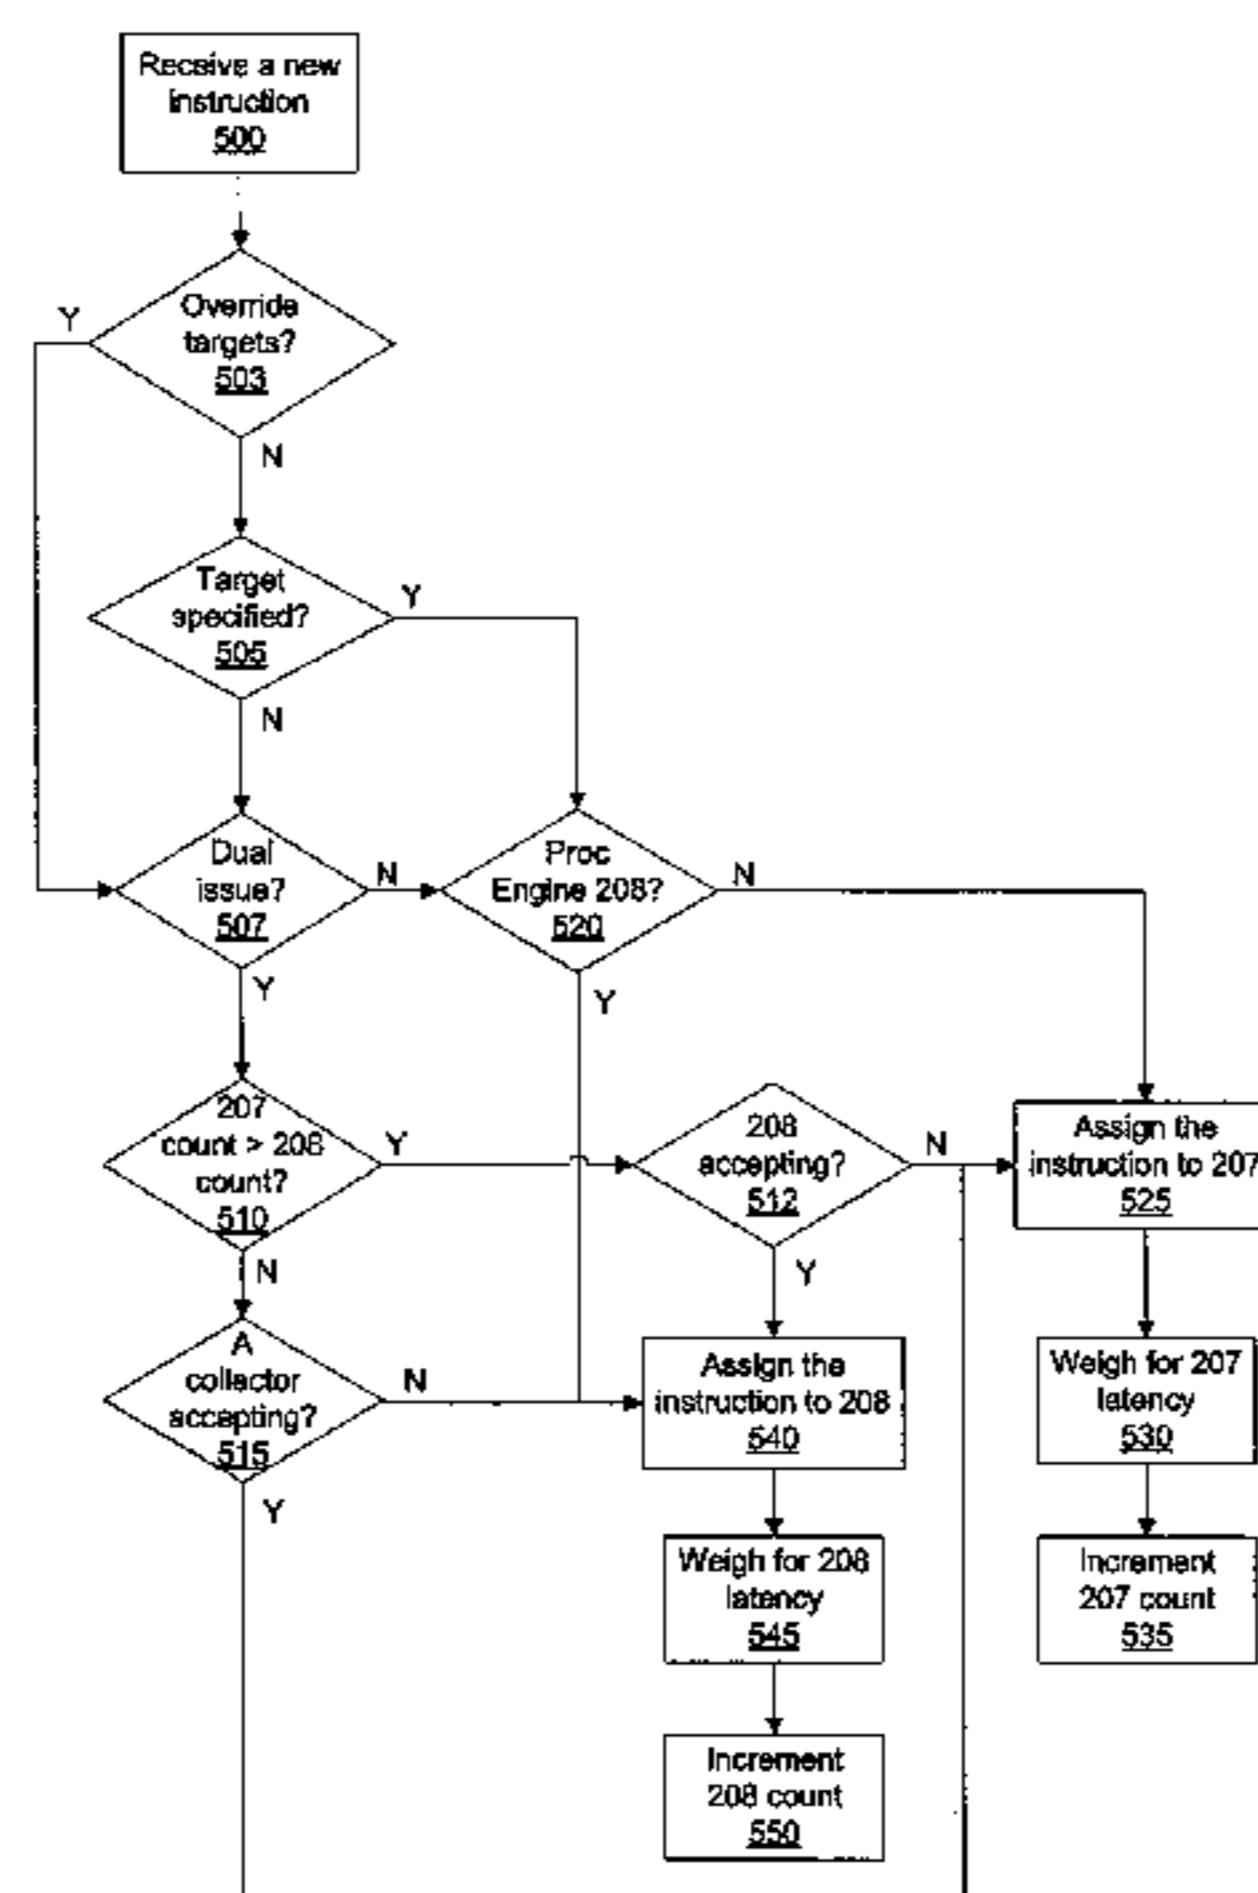 Receive a new
instruction
500
Y
Override
targets?
503
N
Target
specified?
505
Y
N
Dual
issue?
507
N
Proc
Engine 208?
520
N
Y
Y
207
count > 208
count?
510
Y
208
accepting?
512
N
Assign the
instruction to 207
525
N
Y
A
collector
accepting?
515
N
Assign the
instruction to 208
540
Weigh for 207
latency
530
Y
Weigh for 208
latency
545
Increment
207 count
535
Increment
208 count
550